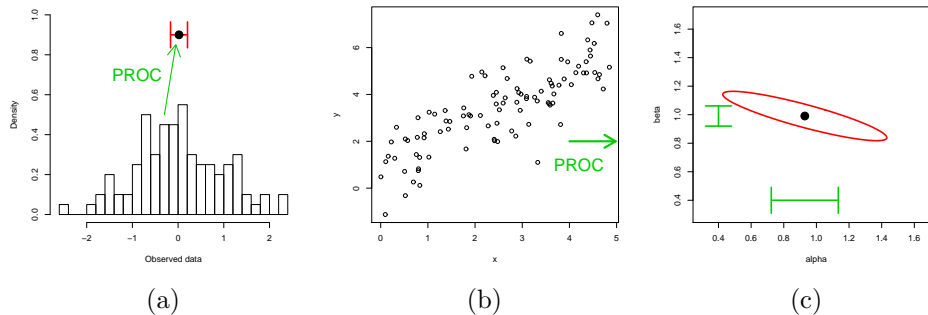 1.0
0.8
0.6
0.4
0.2
0.0
Density
PROC
−2 −1 0 1 2
Observed data
(a)
6
4
2
0
y
PROC
0 1 2 3 4 5
x
(b)
1.6
1.4
1.2
1.0
0.8
0.6
0.4
beta
0.4 0.6 0.8 1.0 1.2 1.4 1.6
alpha
(c)